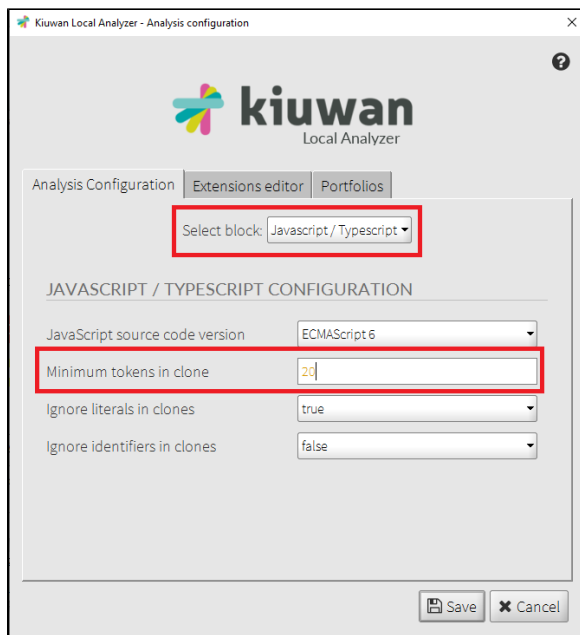 Kiuwan Local Analyzer - Analysis configuration
kiuwan
Local Analyzer
Analysis Configuration Extensions editor Portfolios
Select block: Javascript / Typescript
JAVASCRIPT / TYPESCRIPT CONFIGURATION
JavaScript source code version ECMAScript 6
Minimum tokens in clone 20
Ignore literals in clones true
Ignore identifiers in clones false
Save Cancel